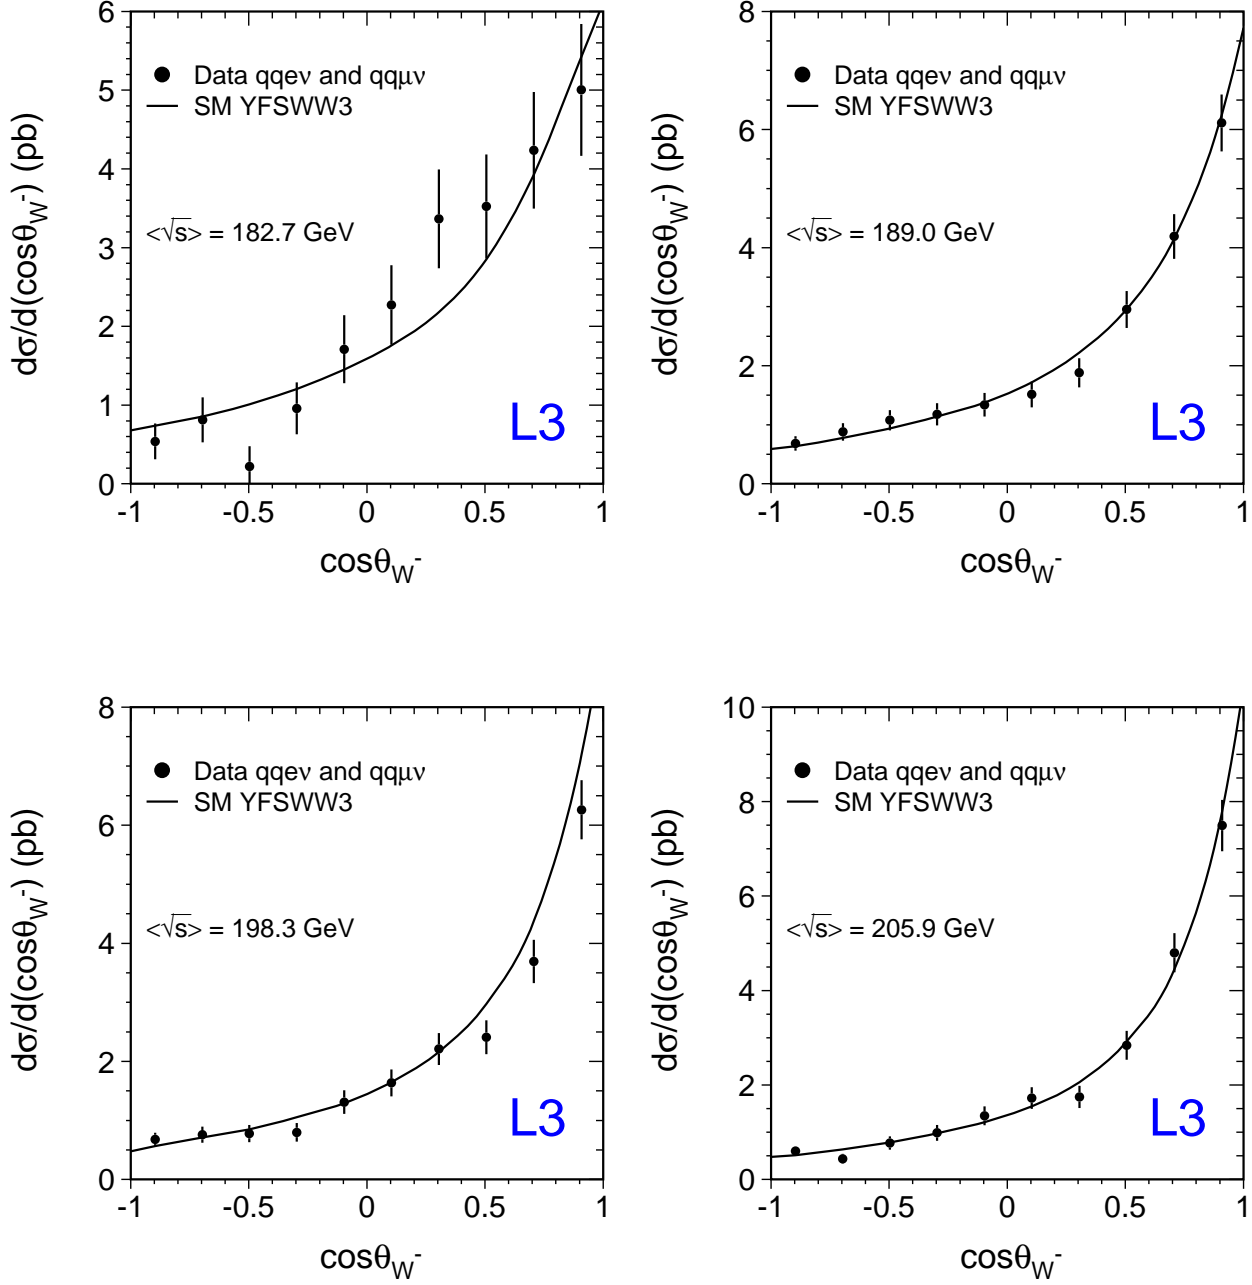 dσ/d(cosθW-) (pb)
6
5
4
3
2
1
0
Data qqeν and qqμν
SM YFSWW3
<√s> = 182.7 GeV
L3
-1 -0.5 0 0.5 1
cosθW-
dσ/d(cosθW-) (pb)
8
6
4
2
0
Data qqeν and qqμν
SM YFSWW3
<√s> = 189.0 GeV
L3
-1 -0.5 0 0.5 1
cosθW-
dσ/d(cosθW-) (pb)
8
6
4
2
0
Data qqeν and qqμν
SM YFSWW3
<√s> = 198.3 GeV
L3
-1 -0.5 0 0.5 1
cosθW-
dσ/d(cosθW-) (pb)
10
8
6
4
2
0
Data qqeν and qqμν
SM YFSWW3
<√s> = 205.9 GeV
L3
-1 -0.5 0 0.5 1
cosθW-